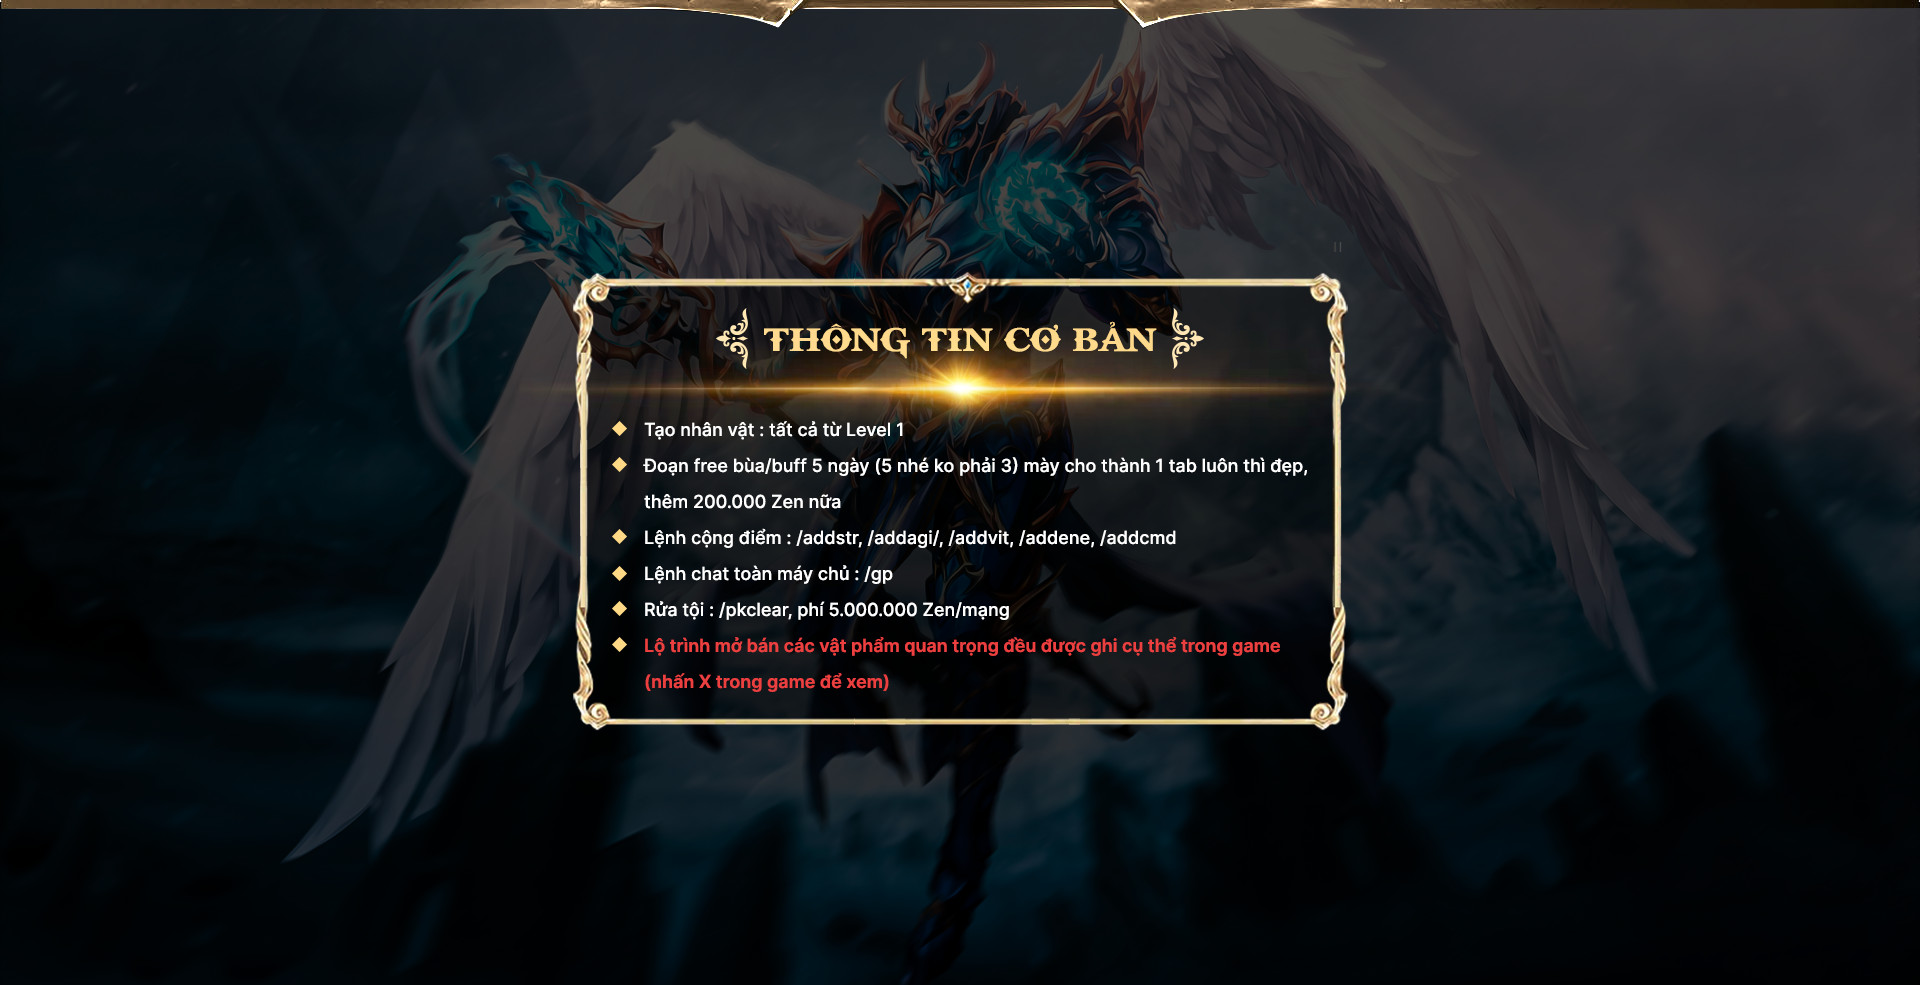 THÔNG TIN CƠ BẢN
Tạo nhân vật : tất cả từ Level 1
Đoạn free bùa/buff 5 ngày (5 nhé ko phải 3) mày cho thành 1 tab luôn thì đẹp,
thêm 200.000 Zen nữa
Lệnh cộng điểm : /addstr, /addagi/, /addvit, /addene, /addcmd
Lệnh chat toàn máy chủ : /gp
Rửa tội : /pkclear, phí 5.000.000 Zen/mạng
Lộ trình mở bán các vật phẩm quan trọng đều được ghi cụ thể trong game
(nhấn X trong game để xem)